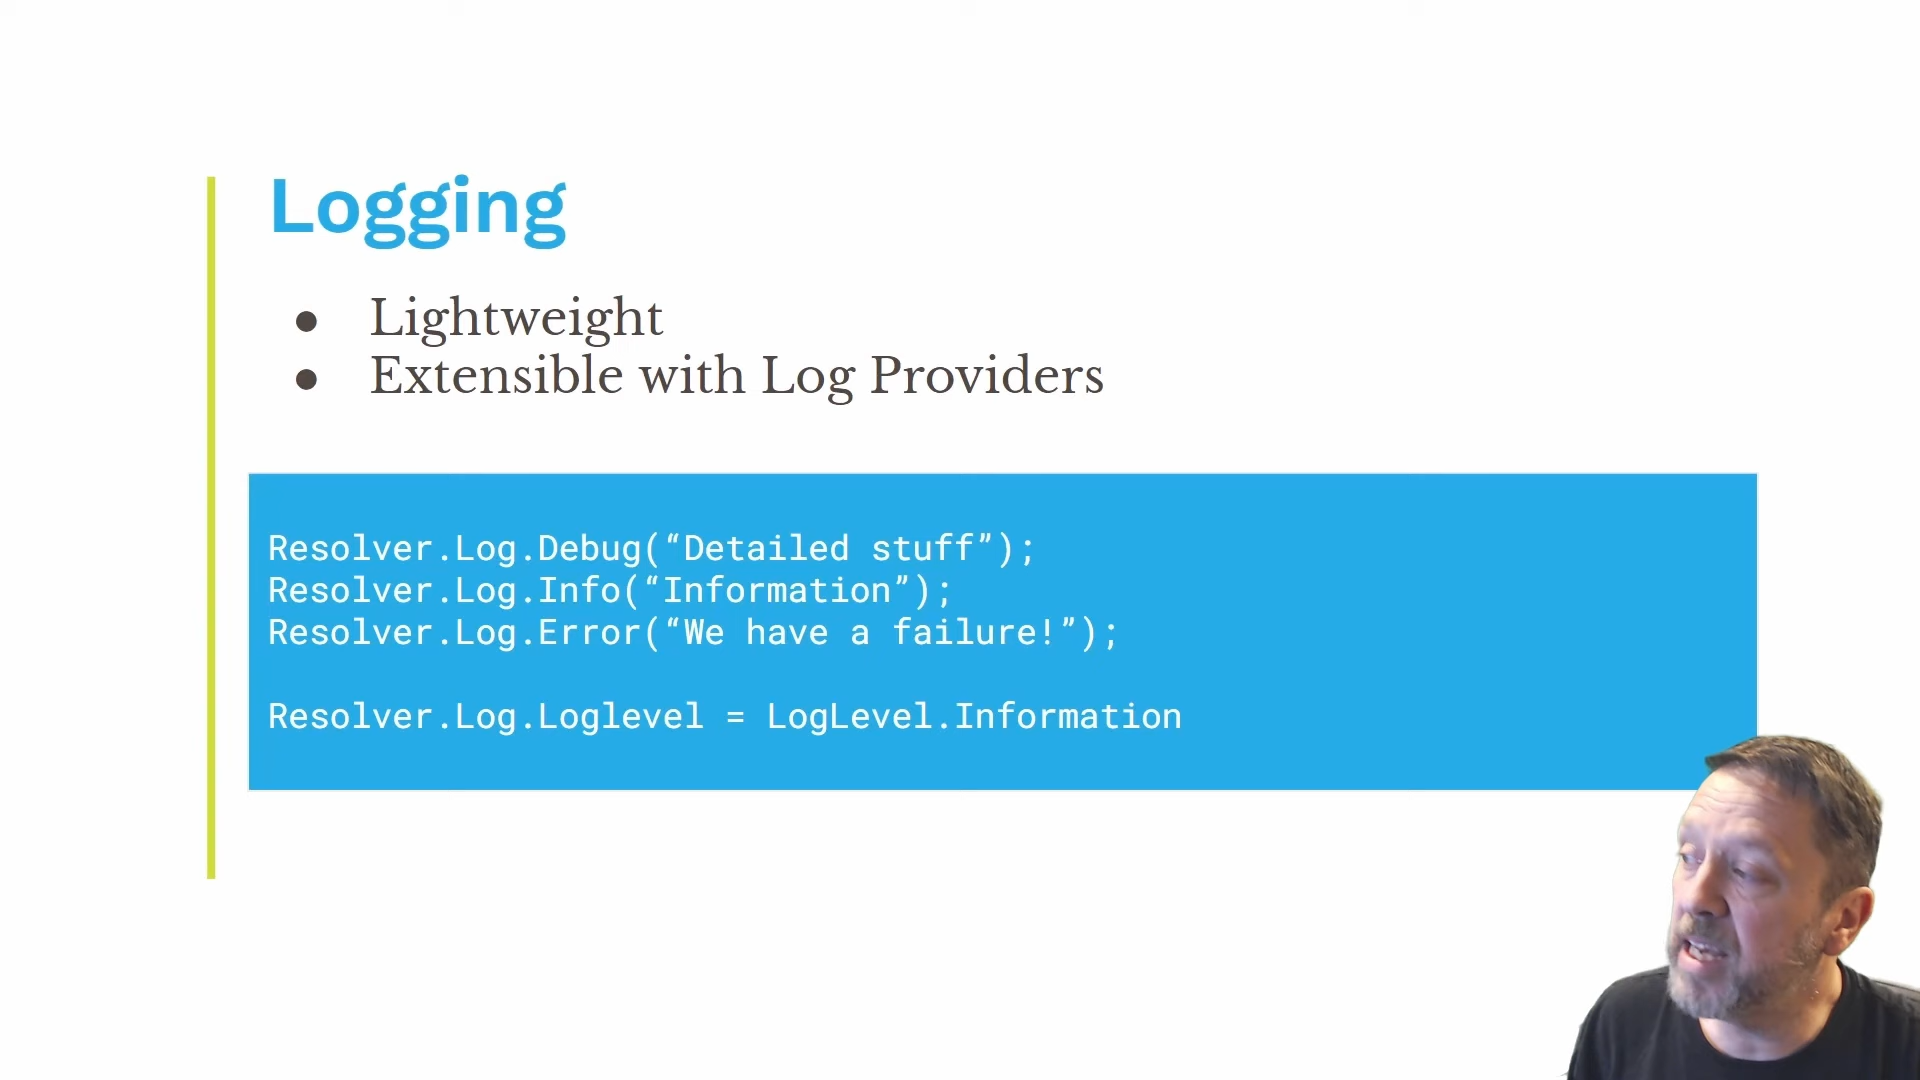 Logging
● Lightweight
● Extensible with Log Providers
Resolver.Log.Debug(“Detailed stuff”);
Resolver.Log.Info(“Information”);
Resolver.Log.Error(“We have a failure!”);
Resolver.Log.Loglevel = LogLevel.Information